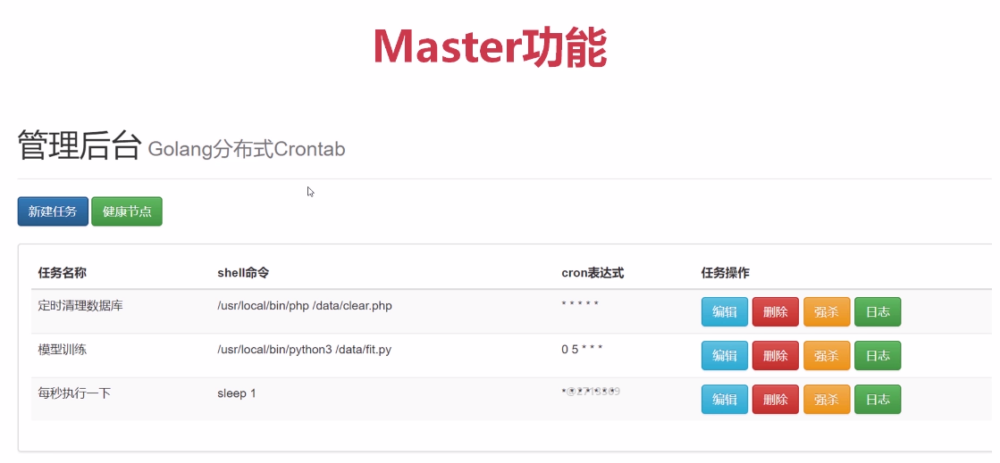 Master功能
管理后台 Golang分布式Crontab
新建任务 健康节点
任务名称 shell命令 cron表达式 任务操作
定时清理数据库 /usr/local/bin/php /data/clear.php * * * * * 编辑 删除 强杀 日志
模型训练 /usr/local/bin/python3 /data/fit.py 0 5 * * * 编辑 删除 强杀 日志
每秒执行一下 sleep 1 * * * * * * * 编辑 删除 强杀 日志